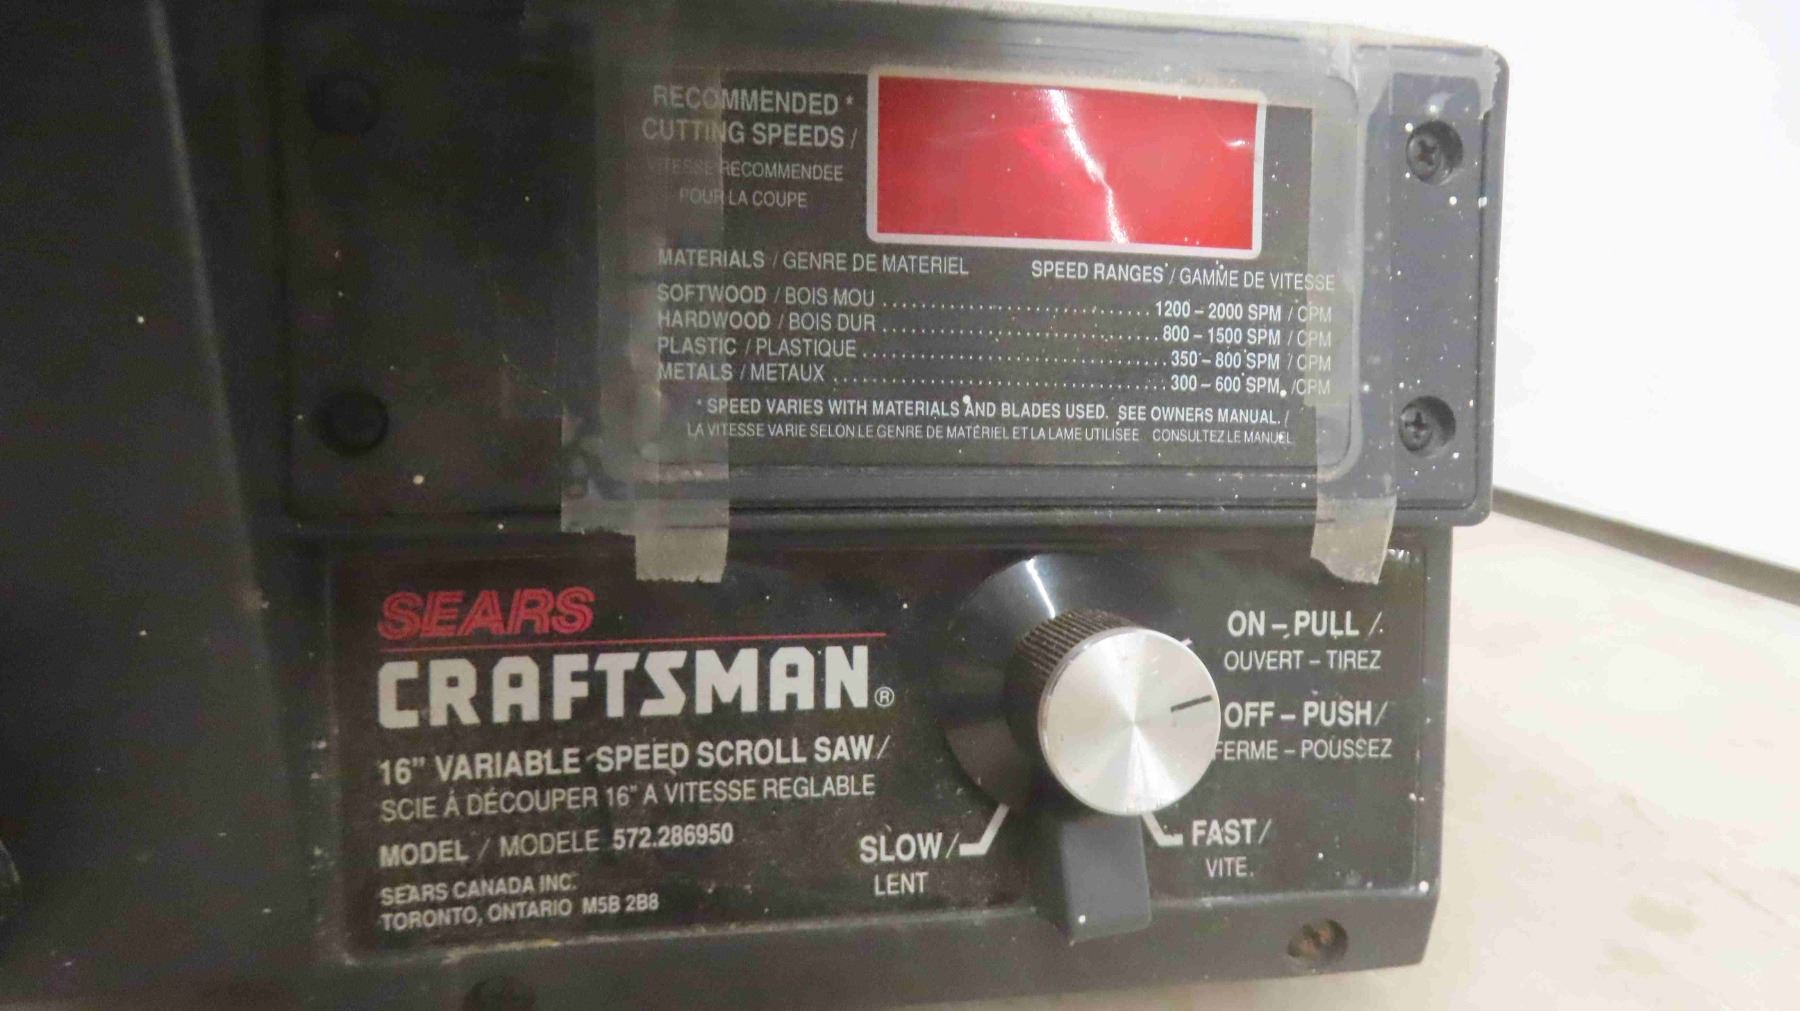 RECOMMENDED *
CUTTING SPEEDS /
VITESSE RECOMMENDEE
POUR LA COUPE
MATERIALS / GENRE DE MATERIEL SPEED RANGES / GAMME DE VITESSE
SOFTWOOD / BOIS MOU ........................... 1200 – 2000 SPM / CPM
HARDWOOD / BOIS DUR ........................... 800 – 1500 SPM / CPM
PLASTIC / PLASTIQUE ........................... 350 – 800 SPM / CPM
METALS / METAUX ........................... 300 – 600 SPM. / CPM
* SPEED VARIES WITH MATERIALS AND BLADES USED. SEE OWNERS MANUAL. /
LA VITESSE VARIE SELON LE GENRE DE MATÉRIEL ET LA LAME UTILISEE CONSULTEZ LE MANUEL
SEARS
CRAFTSMAN®
16" VARIABLE SPEED SCROLL SAW /
SCIE Á DÉCOUPER 16" A VITESSE REGLABLE
MODEL / MODELE 572.286950
SEARS CANADA INC.
TORONTO, ONTARIO M5B 2B8
ON – PULL /
OUVERT – TIREZ
OFF – PUSH /
FERME – POUSSEZ
SLOW /
LENT
FAST /
VITE.